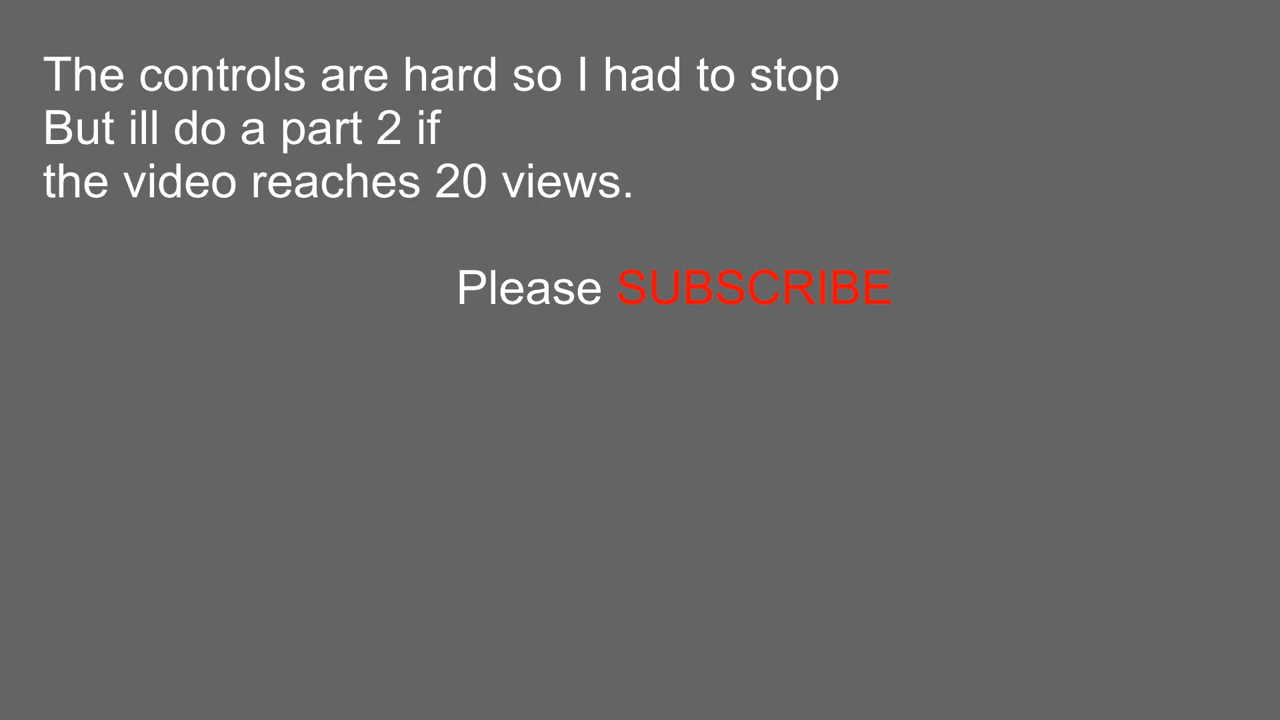 The controls are hard so I had to stop
But ill do a part 2 if
the video reaches 20 views.
Please SUBSCRIBE